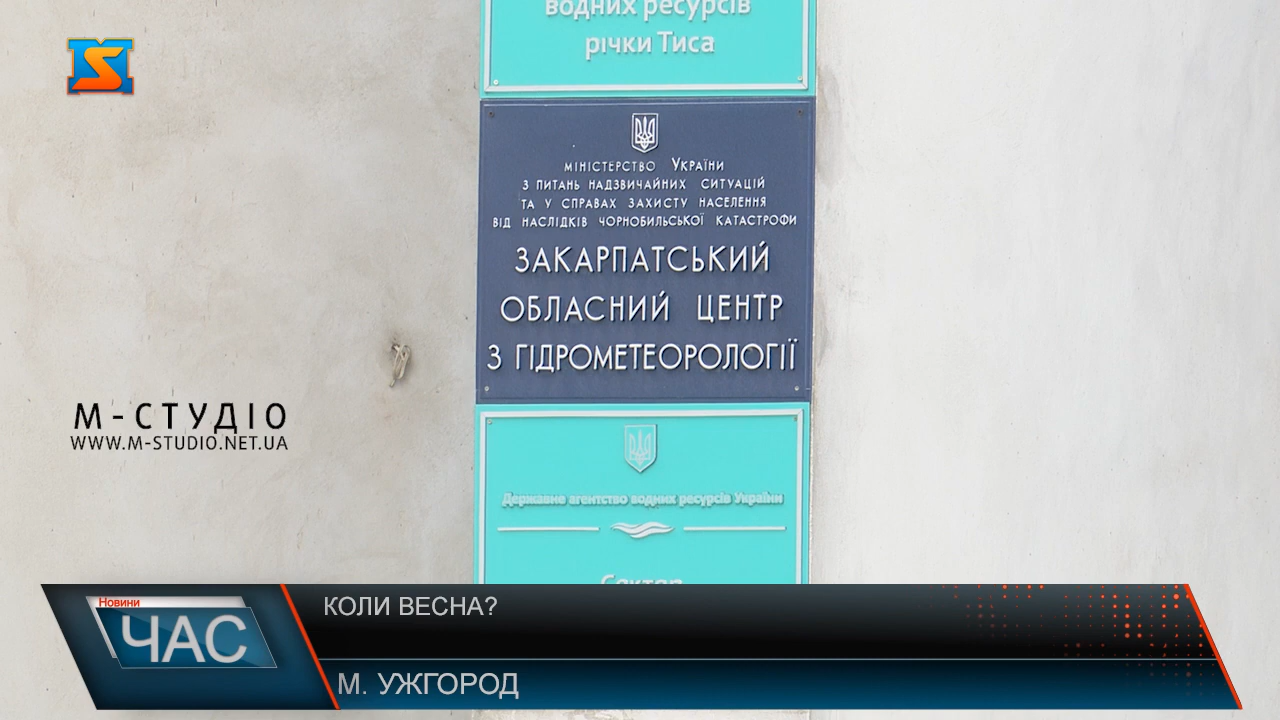 водних ресурсів
річки Тиса
МІНІСТЕРСТВО УКРАЇНИ
З ПИТАНЬ НАДЗВИЧАЙНИХ СИТУАЦІЙ
ТА У СПРАВАХ ЗАХИСТУ НАСЕЛЕННЯ
ВІД НАСЛІДКІВ ЧОРНОБИЛЬСЬКОЇ КАТАСТРОФИ
ЗАКАРПАТСЬКИЙ
ОБЛАСНИЙ ЦЕНТР
З ГІДРОМЕТЕОРОЛОГІЇ
М-СТУДІО
WWW.M-STUDIO.NET.UA
Державне агентство водних ресурсів України
Сектор
Новини
ЧАС
КОЛИ ВЕСНА?
М. УЖГОРОД